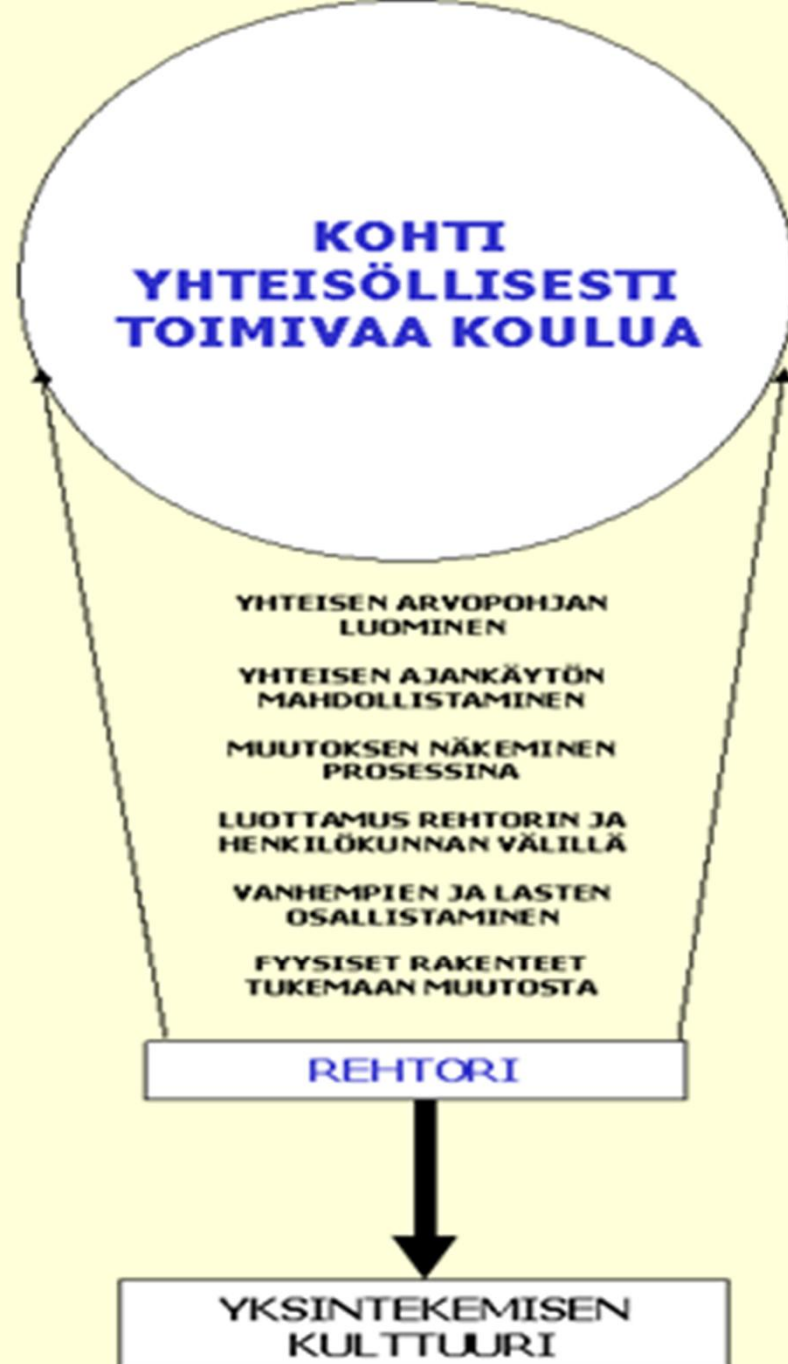 KOHTI
YHTEISÖLLISESTI
TOIMIVAA KOULUA
YHTEISEN ARVOPOHJAN
LUOMINEN
YHTEISEN AJANKÄYTÖN
MAHDOLLISTAMINEN
MUUTOKSEN NÄKEMINEN
PROSESSINA
LUOTTAMUS REHTORIN JA
HENKILÖKUNNAN VÄLILLÄ
VANHEMPIEN JA LASTEN
OSALLISTAMINEN
FYYSISET RAKENTEET
TUKEMAAN MUUTOSTA
REHTORI
YKSINTEKEMISEN
KULTTUURI